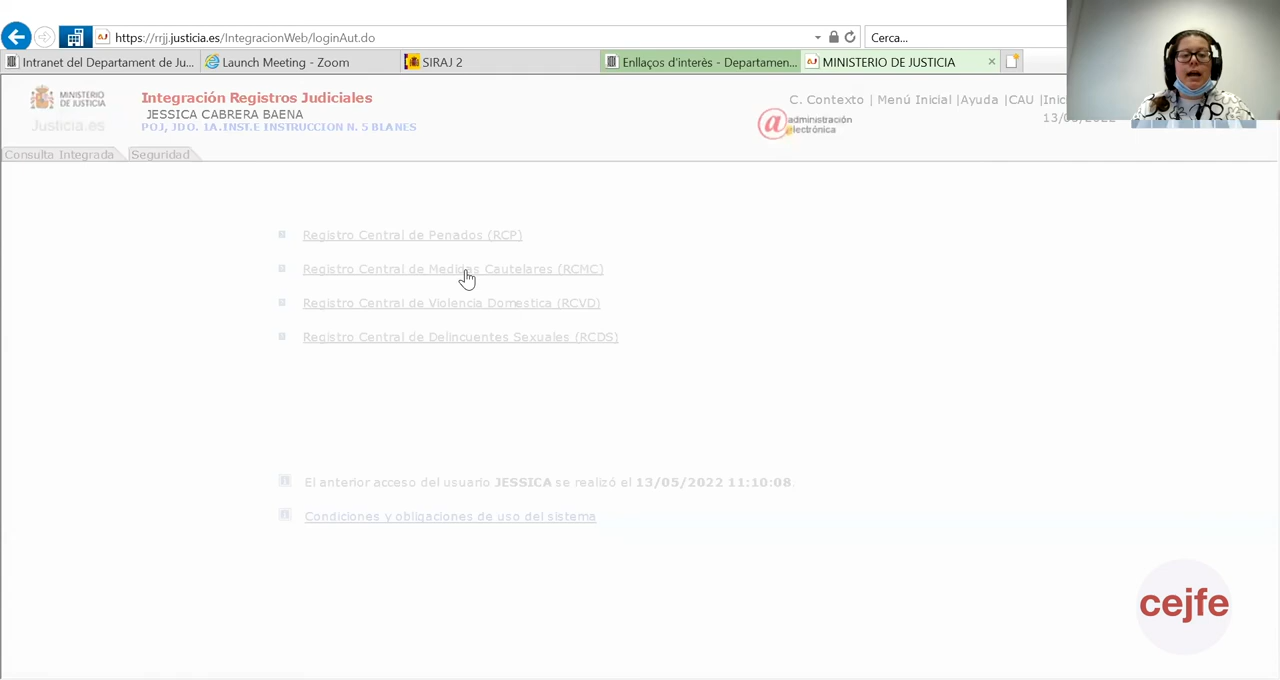 https://rrjj.justicia.es/IntegracionWeb/loginAut.do
Cerca...
Intranet del Departament de Ju...
Launch Meeting - Zoom
SIRAJ 2
Enllaços d'interès - Departamen...
MINISTERIO DE JUSTICIA
MINISTERIO
DE JUSTICIA
Justicia.es
Integración Registros Judiciales
JESSICA CABRERA BAENA
POJ, JDO. 1A.INST.E INSTRUCCION N. 5 BLANES
administración
electrónica
C. Contexto | Menú Inicial |Ayuda |CAU |Inic
Consulta Integrada
Seguridad
Registro Central de Penados (RCP)
Registro Central de Medidas Cautelares (RCMC)
Registro Central de Violencia Domestica (RCVD)
Registro Central de Delincuentes Sexuales (RCDS)
El anterior acceso del usuario JESSICA se realizó el 13/05/2022 11:10:08.
Condiciones y obligaciones de uso del sistema
cejfe